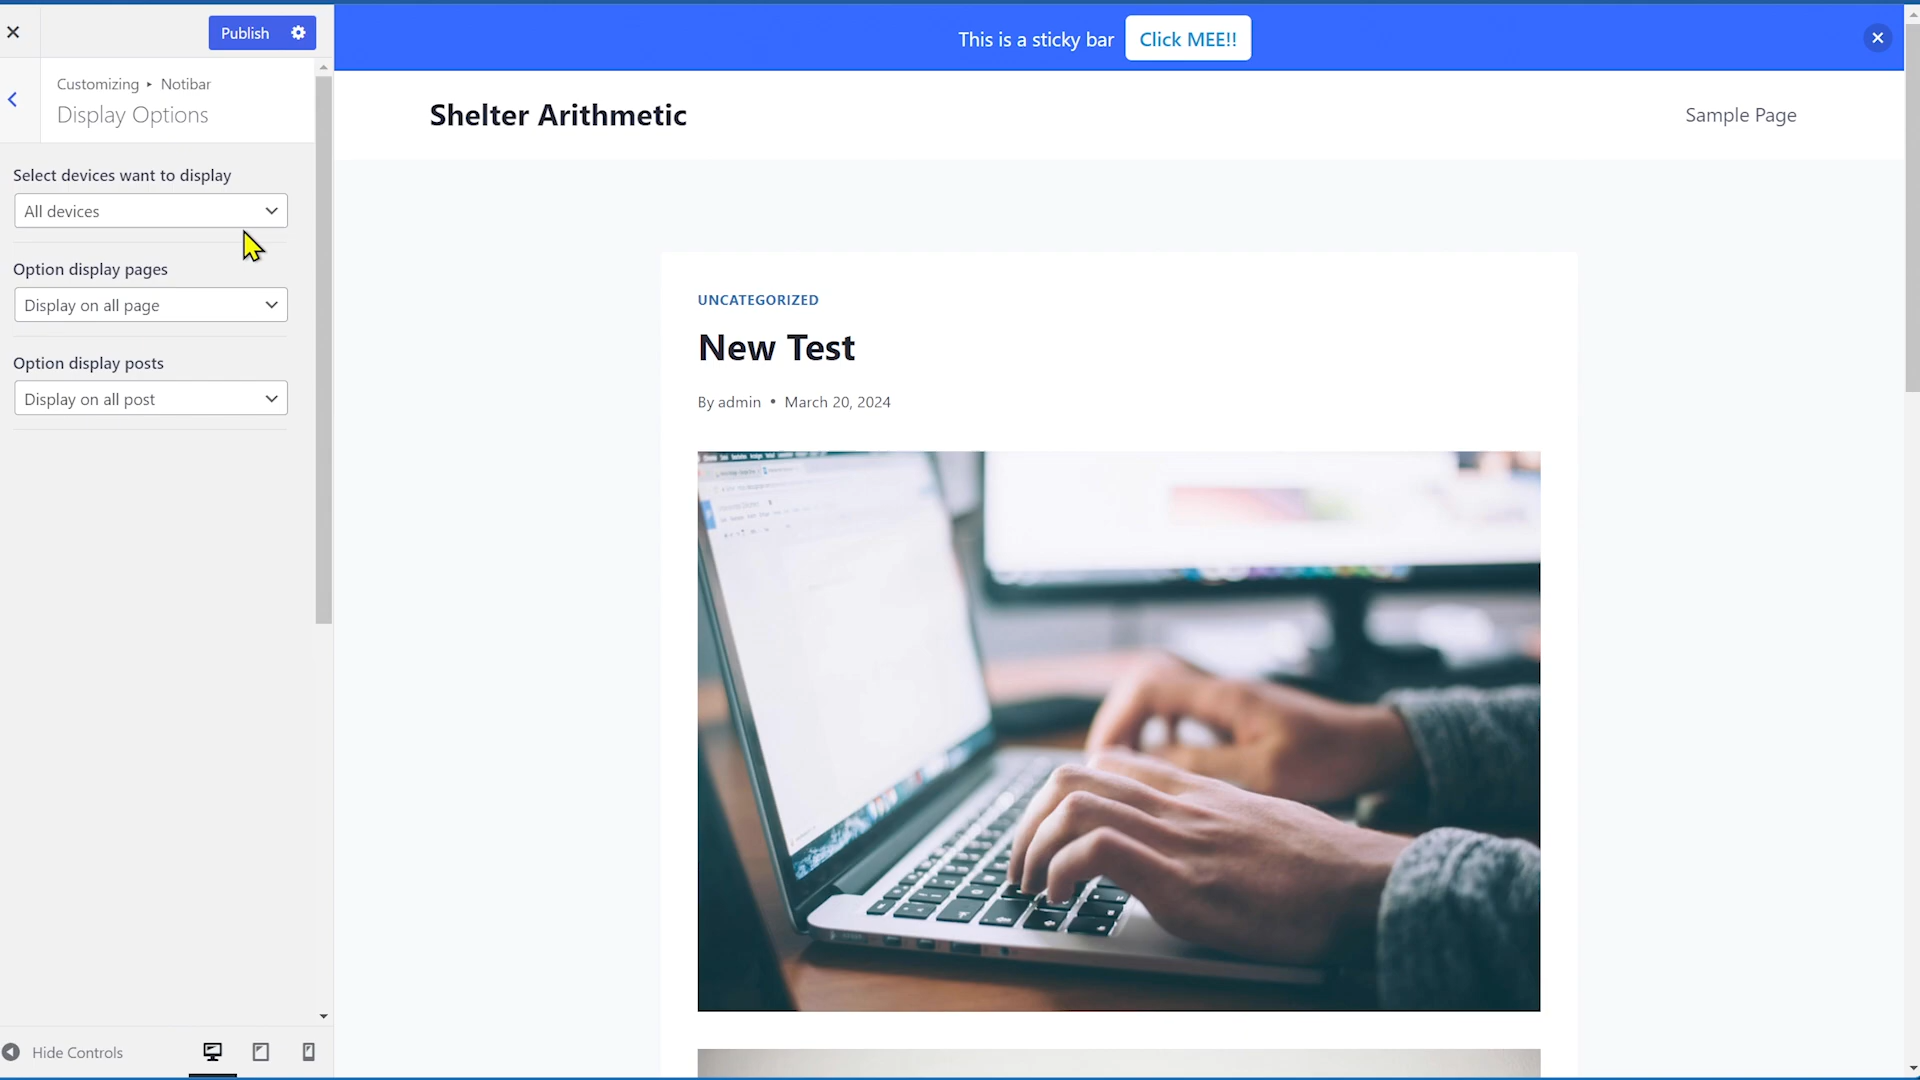 Publish
This is a sticky bar
Click MEE!!
Customizing ▸ Notibar
Display Options
Shelter Arithmetic
Sample Page
Select devices want to display
All devices
Option display pages
Display on all page
Option display posts
Display on all post
UNCATEGORIZED
New Test
By admin • March 20, 2024
Hide Controls